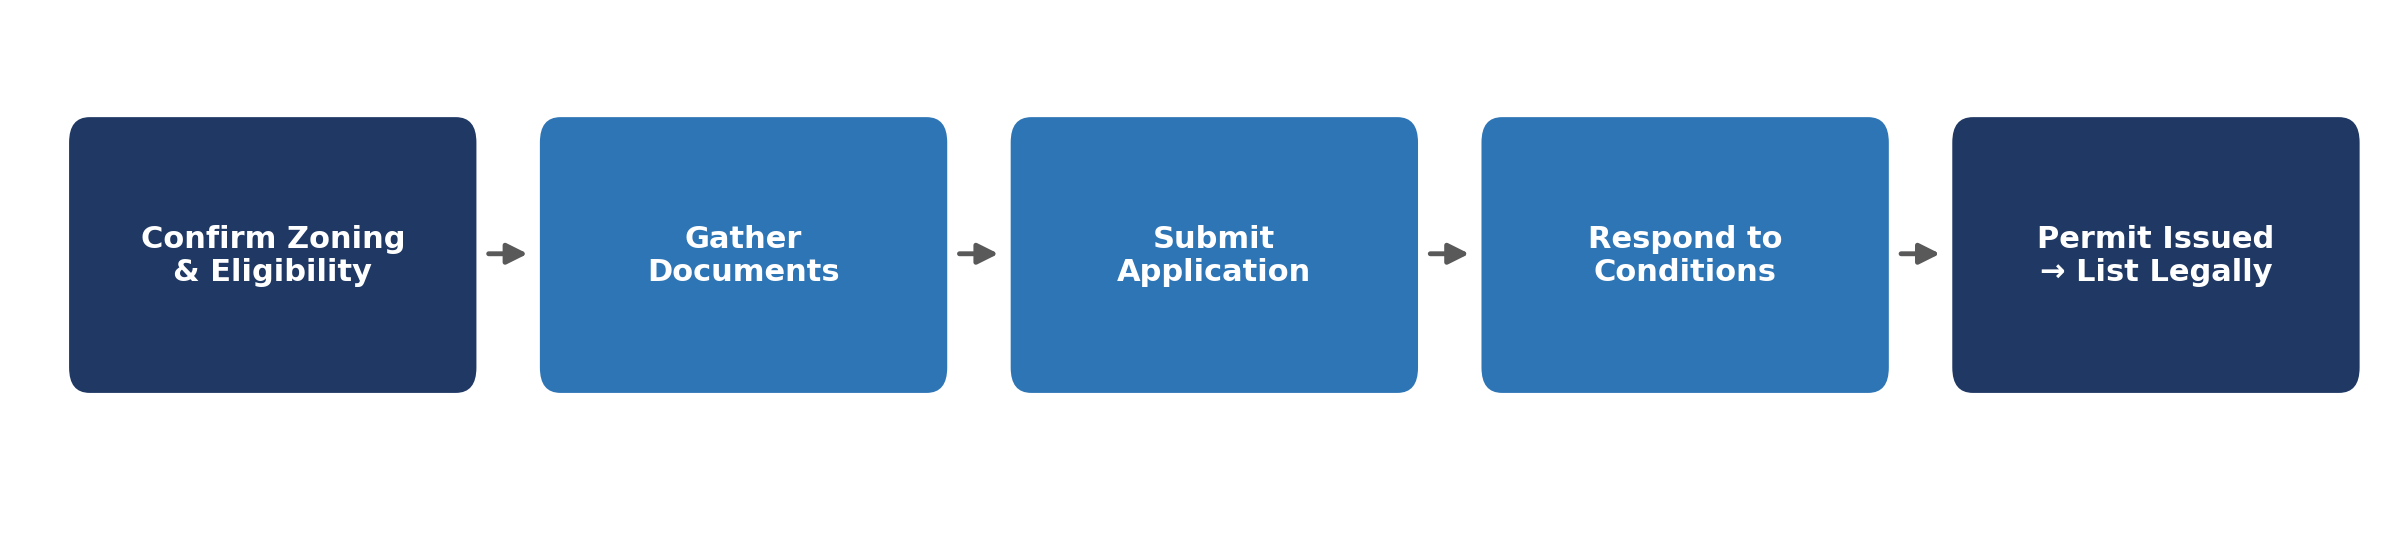 Confirm Zoning
& Eligibility
Gather
Documents
Submit
Application
Respond to
Conditions
Permit Issued
→ List Legally